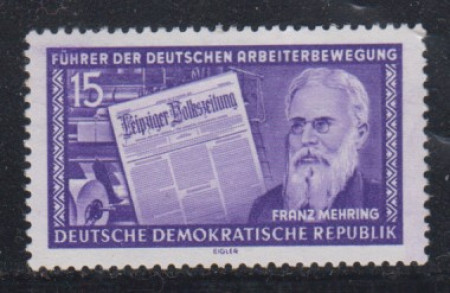 FÜHRER DER DEUTSCHEN ARBEITERBEWEGUNG
15
Leipziger Volkszeitung
FRANZ MEHRING
DEUTSCHE DEMOKRATISCHE REPUBLIK
EIGLER